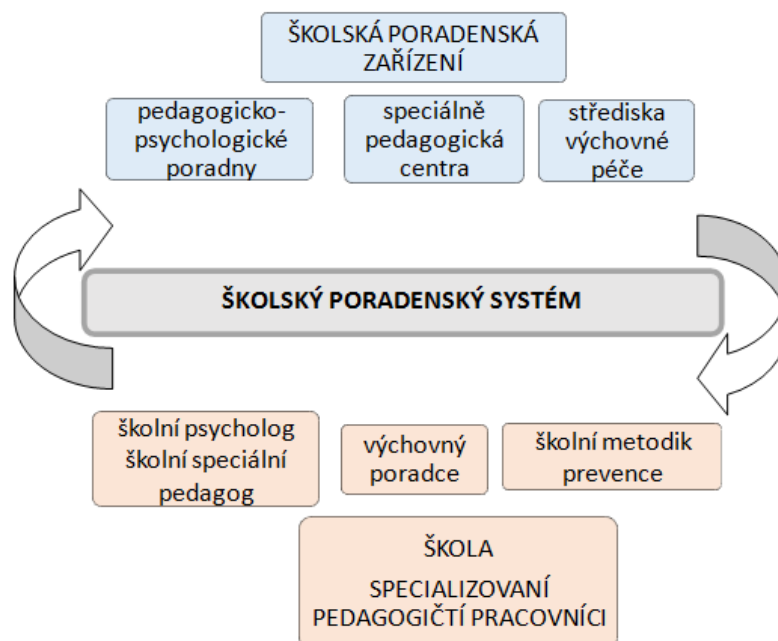 ŠKOLSKÁ PORADENSKÁ
ZAŘÍZENÍ
pedagogicko-
psychologické
poradny
speciálně
pedagogická
centra
střediska
výchovné
péče
ŠKOLSKÝ PORADENSKÝ SYSTÉM
školní psycholog
školní speciální
pedagog
výchovný
poradce
školní metodik
prevence
ŠKOLA
SPECIALIZOVANÍ
PEDAGOGIČTÍ PRACOVNÍCI